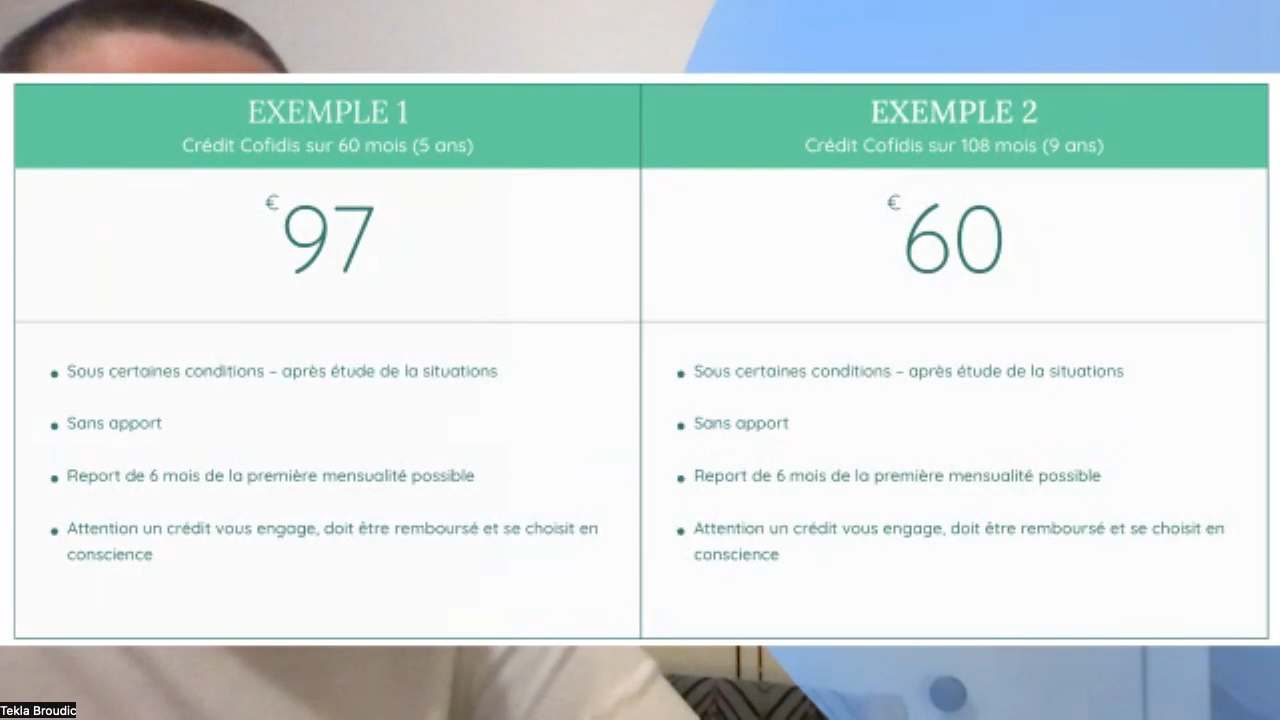 EXEMPLE 1
Crédit Cofidis sur 60 mois (5 ans)
€97
Sous certaines conditions – après étude de la situations
Sans apport
Report de 6 mois de la première mensualité possible
Attention un crédit vous engage, doit être remboursé et se choisit en
conscience
EXEMPLE 2
Crédit Cofidis sur 108 mois (9 ans)
€60
Sous certaines conditions – après étude de la situations
Sans apport
Report de 6 mois de la première mensualité possible
Attention un crédit vous engage, doit être remboursé et se choisit en
conscience
Tekla Broudic